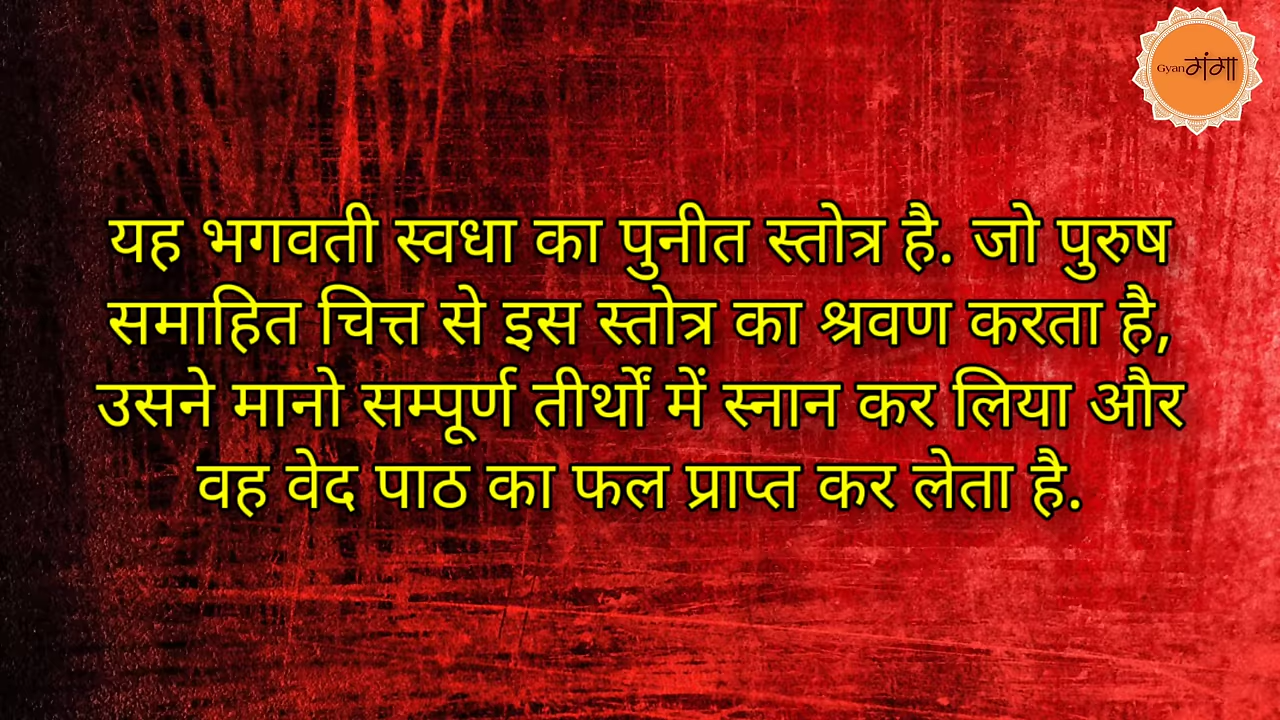 Gyan गंगा
यह भगवती स्वधा का पुनीत स्तोत्र है. जो पुरुष
समाहित चित्त से इस स्तोत्र का श्रवण करता है,
उसने मानो सम्पूर्ण तीर्थों में स्नान कर लिया और
वह वेद पाठ का फल प्राप्त कर लेता है.